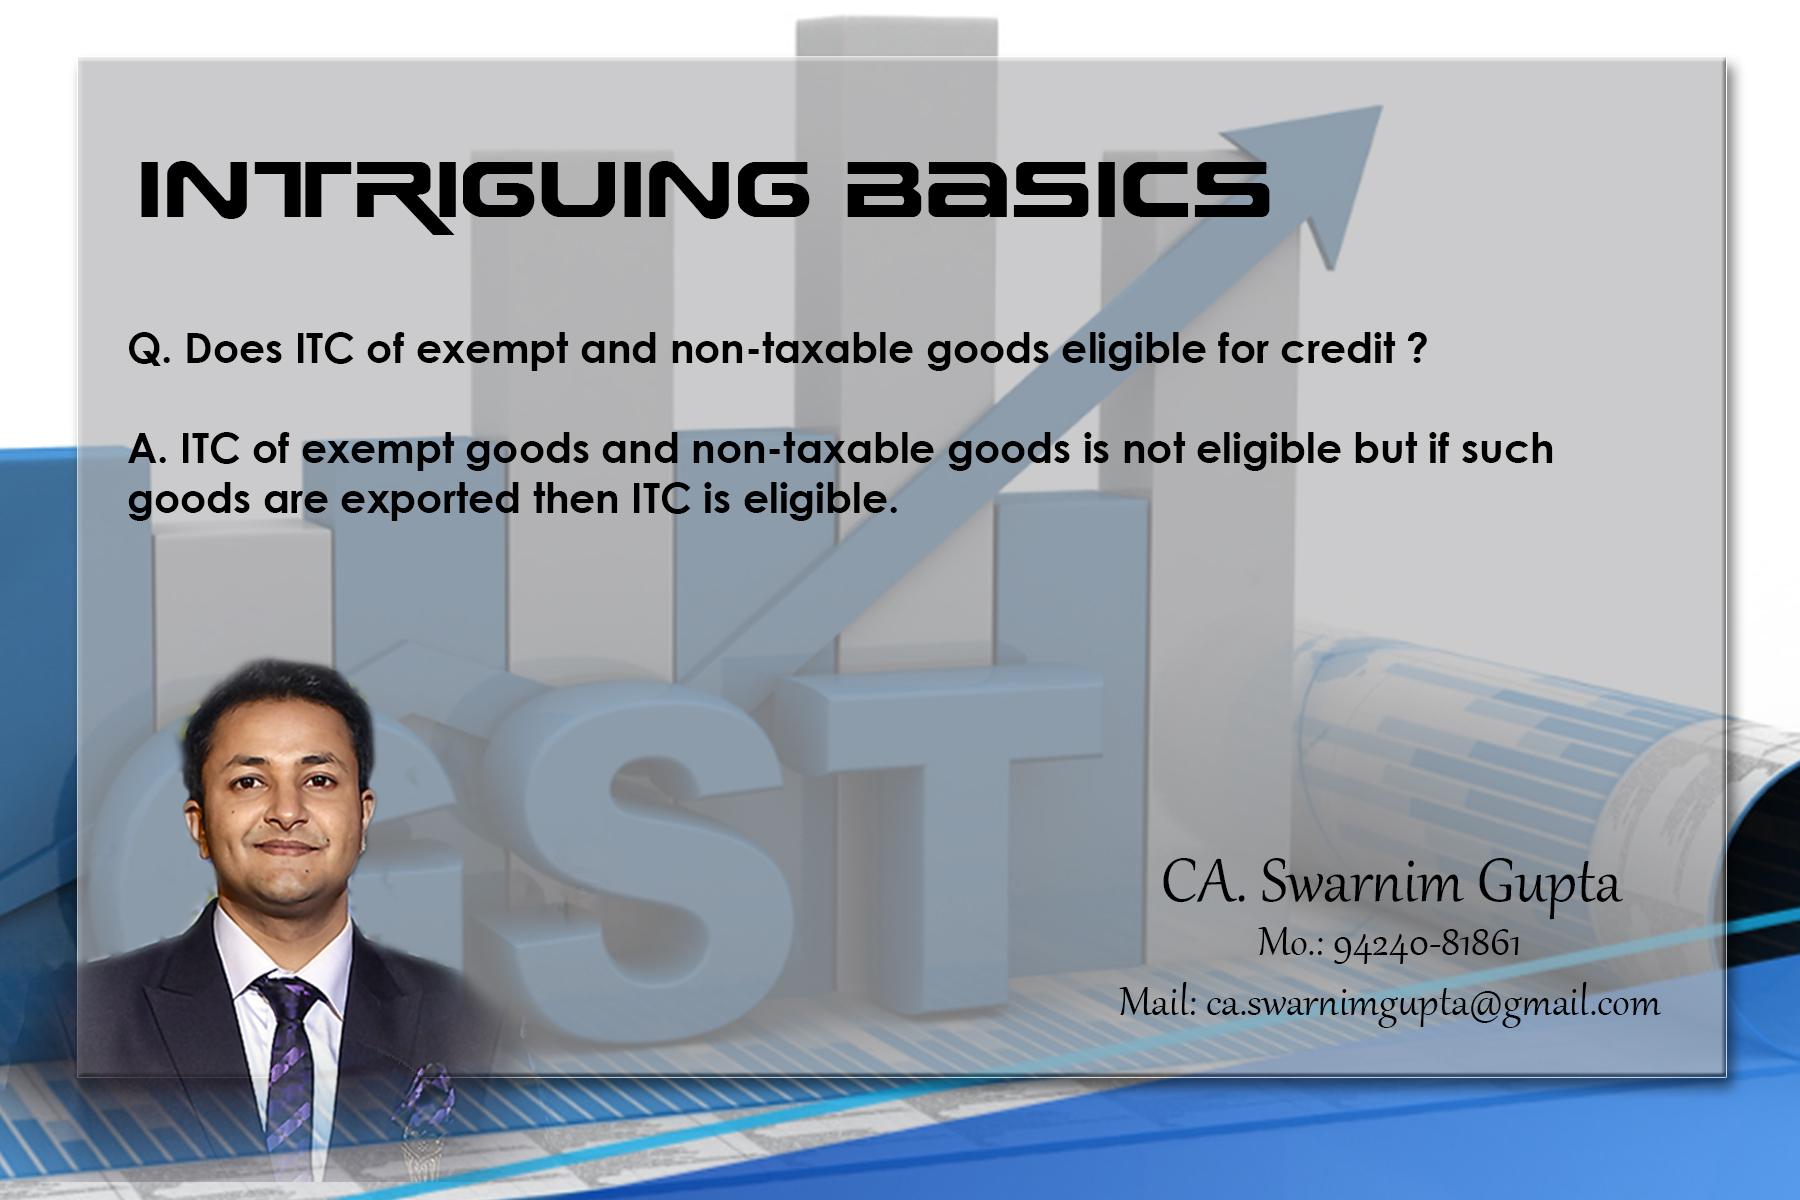 INTRIGUING BASICS
Q. Does ITC of exempt and non-taxable goods eligible for credit ?
A. ITC of exempt goods and non-taxable goods is not eligible but if such
goods are exported then ITC is eligible.
GST
CA. Swarnim Gupta
Mo.: 94240-81861
Mail: ca.swarnimgupta@gmail.com